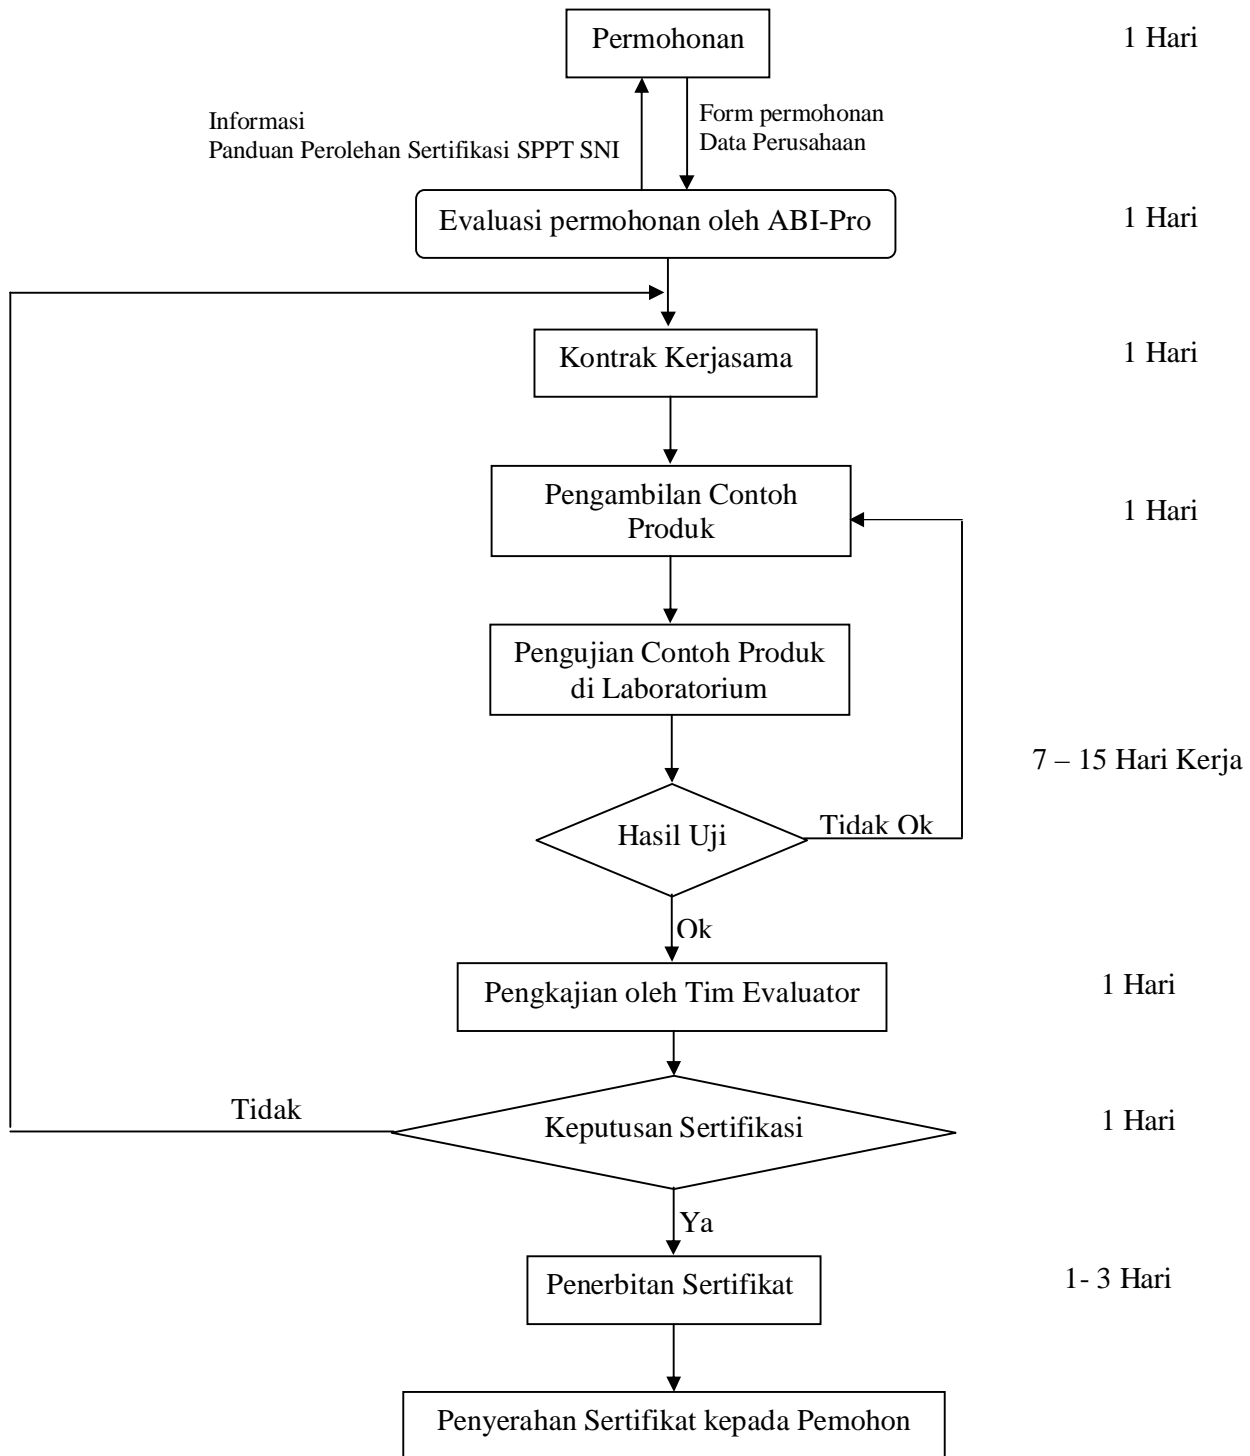 Permohonan
1 Hari
Informasi
Panduan Perolehan Sertifikasi SPPT SNI
Form permohonan
Data Perusahaan
Evaluasi permohonan oleh ABI-Pro
1 Hari
Kontrak Kerjasama
1 Hari
Pengambilan Contoh
Produk
1 Hari
Pengujian Contoh Produk
di Laboratorium
7 – 15 Hari Kerja
Hasil Uji
Tidak Ok
Ok
Pengkajian oleh Tim Evaluator
1 Hari
Tidak
Keputusan Sertifikasi
1 Hari
Ya
Penerbitan Sertifikat
1- 3 Hari
Penyerahan Sertifikat kepada Pemohon